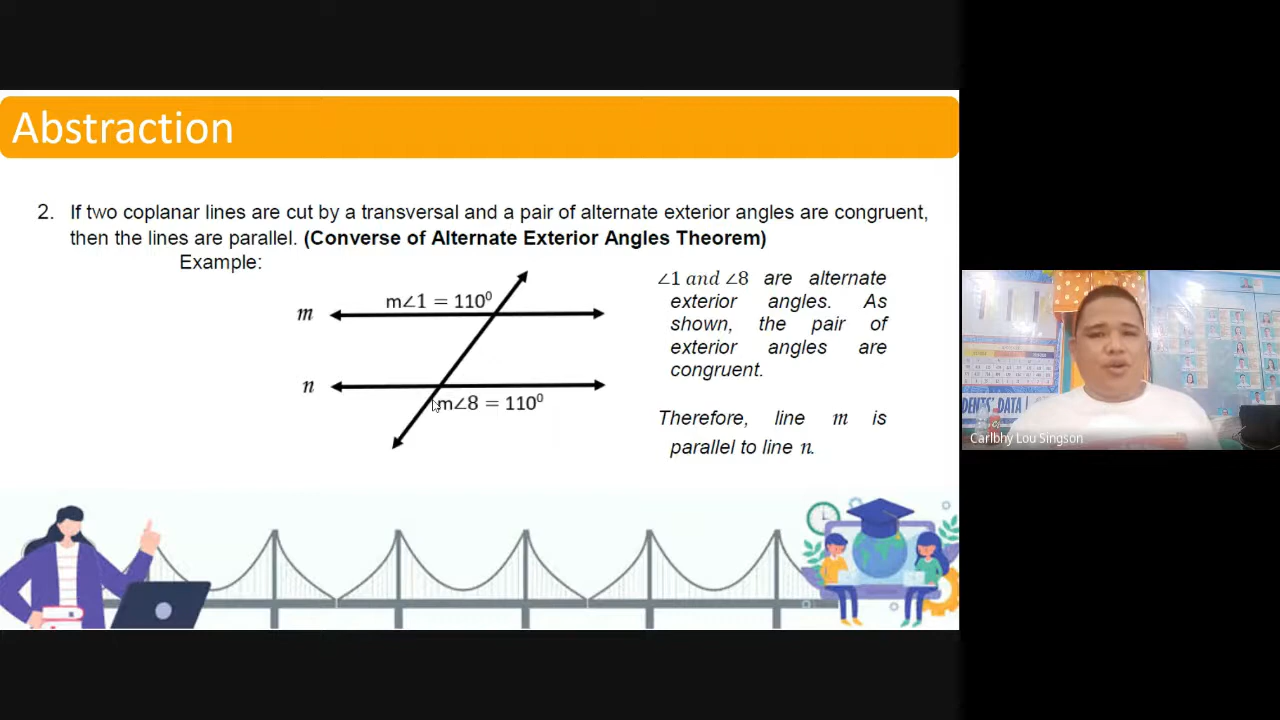 Abstraction
2. If two coplanar lines are cut by a transversal and a pair of alternate exterior angles are congruent,
then the lines are parallel. (Converse of Alternate Exterior Angles Theorem)
Example:
m∠1 = 110⁰
m
n
m∠8 = 110⁰
∠1 and ∠8 are alternate
exterior angles. As
shown, the pair of
exterior angles are
congruent.
Therefore, line m is
parallel to line n.
Carlbhy Lou Singson